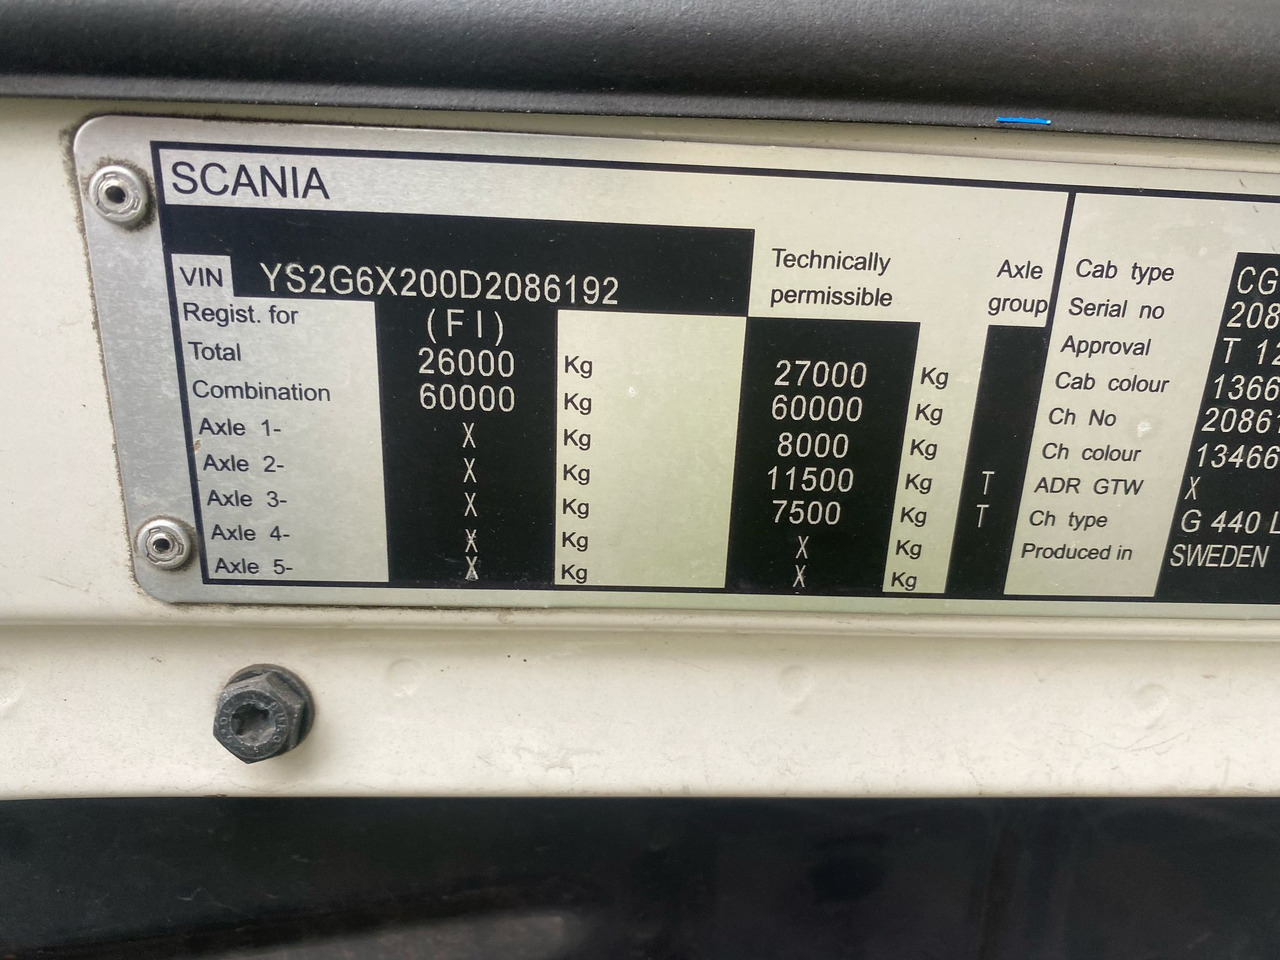 SCANIA
VIN YS2G6X200D2086192
Technically permissible
Axle group
Regist. for (FI)
Total 26000 Kg 27000 Kg
Combination 60000 Kg 60000 Kg
Axle 1- X Kg 8000 Kg
Axle 2- X Kg 11500 Kg T
Axle 3- X Kg 7500 Kg T
Axle 4- X Kg X Kg
Axle 5- X Kg X Kg
Cab type CG
Serial no 208
Approval T 12
Cab colour 1366
Ch No 2086
Ch colour 13466
ADR GTW X
Ch type G 440 L
Produced in SWEDEN